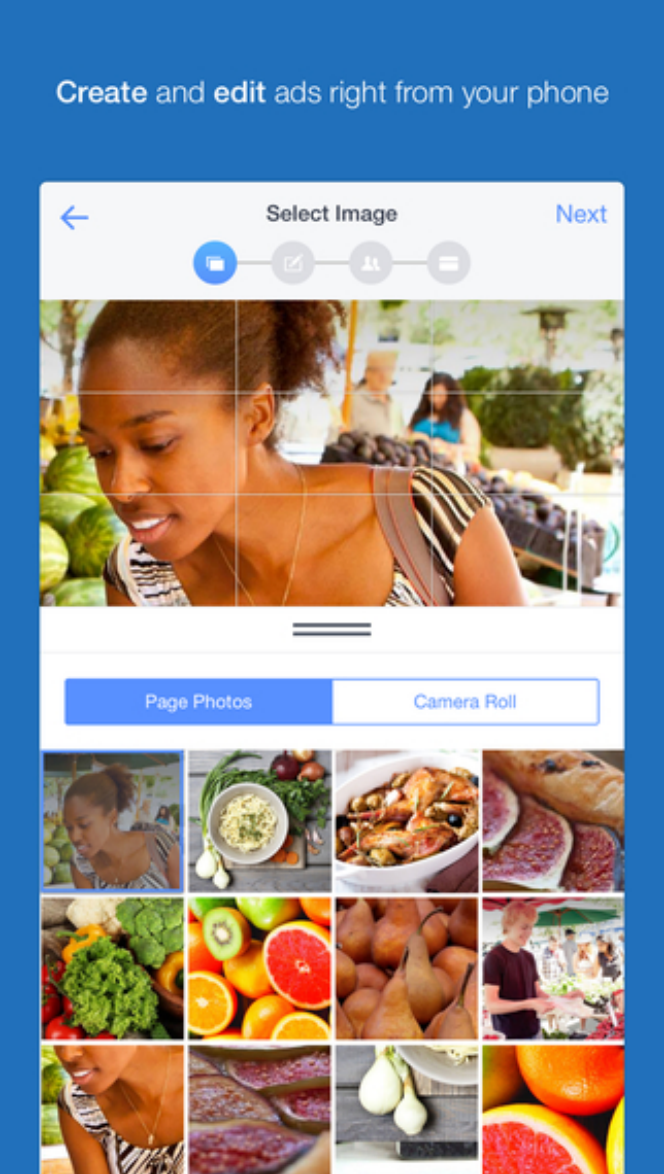 Create and edit ads right from your phone
Select Image
Next
Page Photos
Camera Roll